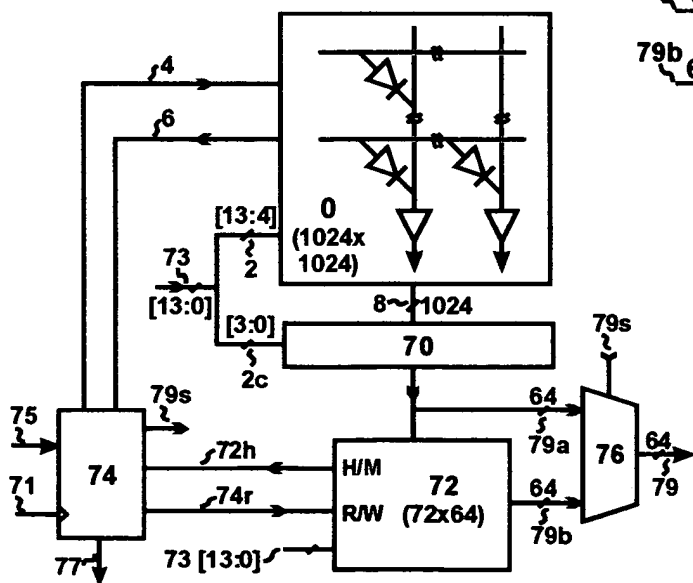 79b
6
4
6
0
(1024x
1024)
[13:4]
2
73
[13:0]
8
1024
[3:0]
2c
70
79s
75
79s
64
79a
76
64
79
74
72h
H/M
72
(72x64)
64
79b
71
74r
R/W
77
73 [13:0]